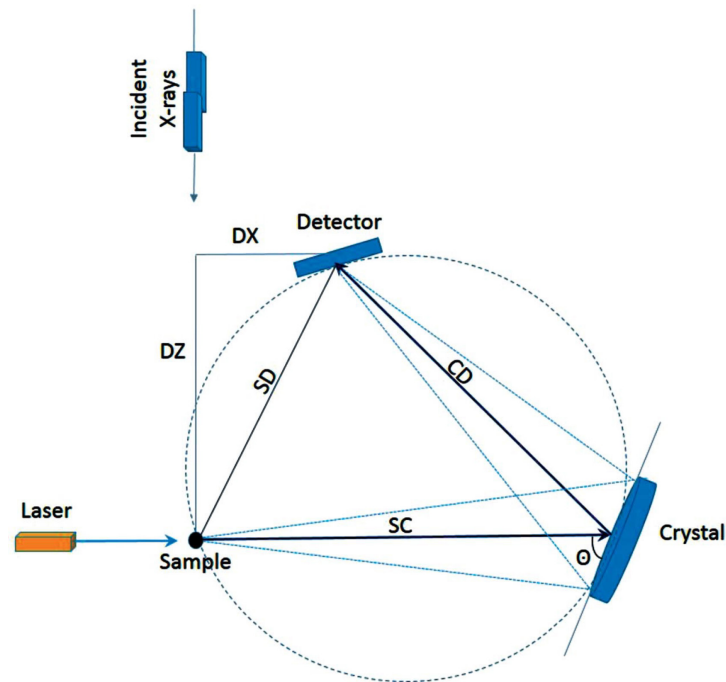 Incident
X-rays
Detector
DX
DZ
SD
CD
Laser
SC
Crystal
Θ
Sample